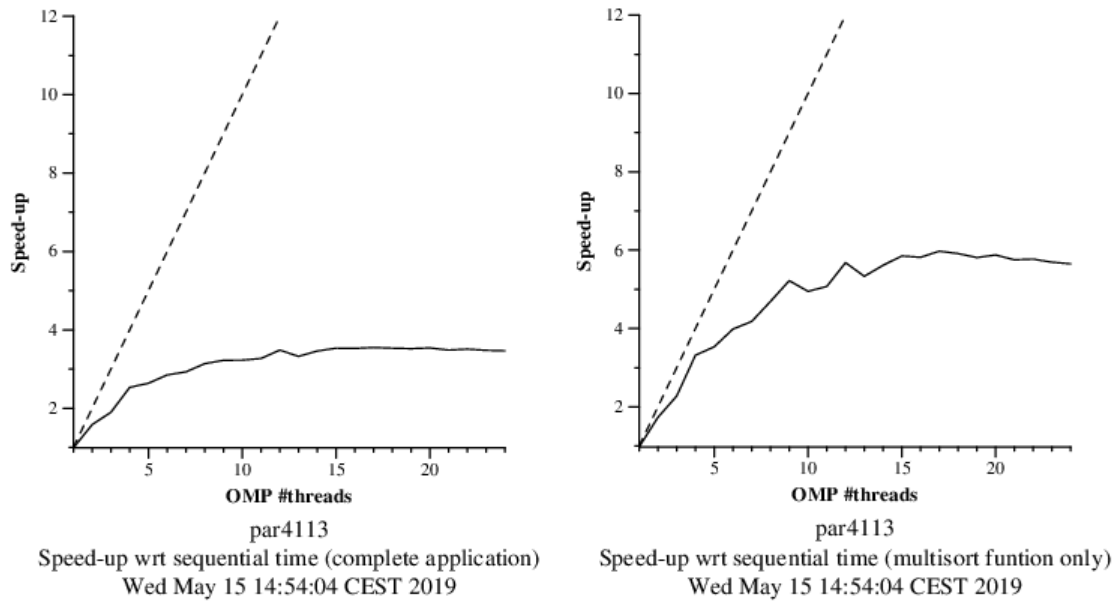 12
10
8
6
4
2
Speed-up
5
10
15
20
OMP #threads
par4113
Speed-up wrt sequential time (complete application)
Wed May 15 14:54:04 CEST 2019
12
10
8
6
4
2
Speed-up
5
10
15
20
OMP #threads
par4113
Speed-up wrt sequential time (multisort funtion only)
Wed May 15 14:54:04 CEST 2019